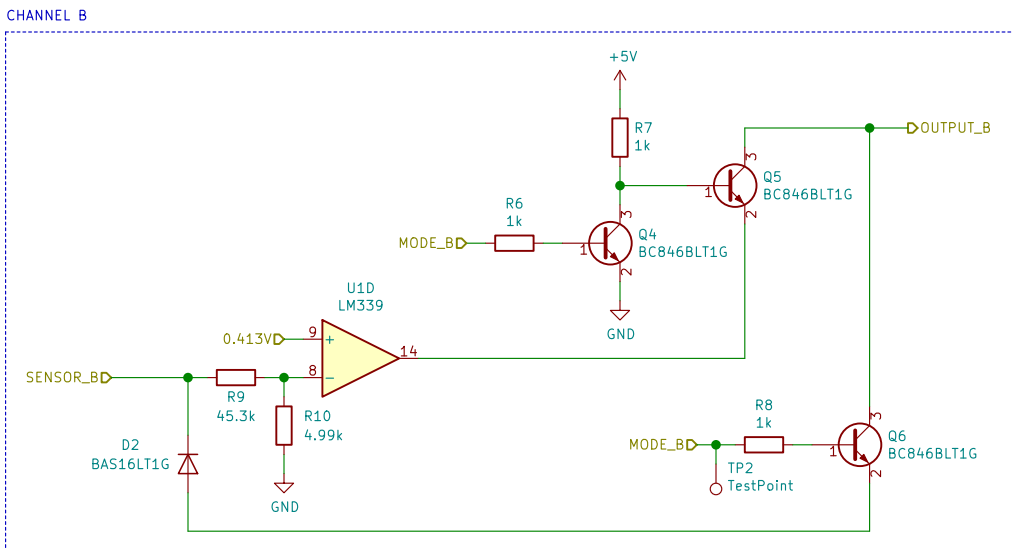 CHANNEL B
+5V
R7
1k
OUTPUT_B
3
Q5
BC846BLT1G
1
2
R6
1k
MODE_B
3
Q4
BC846BLT1G
1
2
GND
U1D
LM339
0.413V
9
+
14
8
-
SENSOR_B
R9
45.3k
R10
4.99k
GND
D2
BAS16LT1G
R8
1k
MODE_B
3
Q6
BC846BLT1G
1
2
TP2
TestPoint